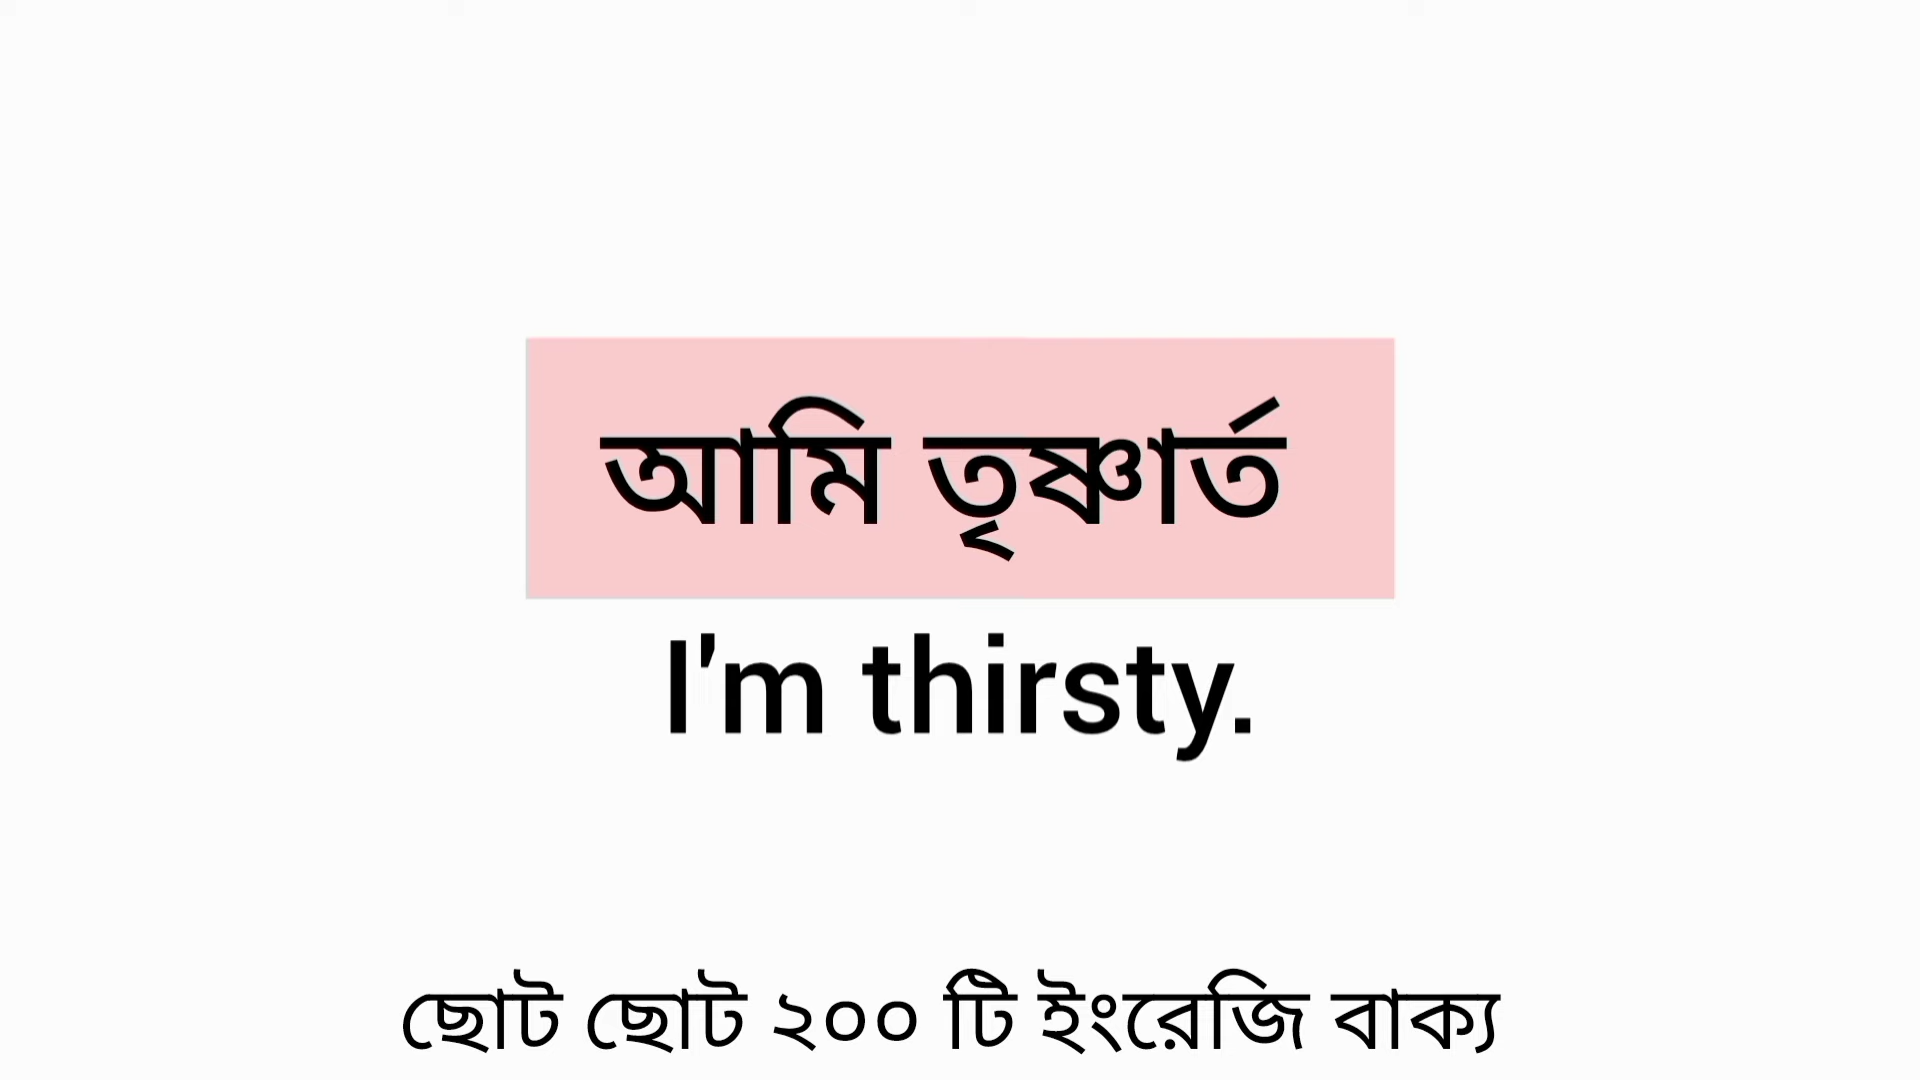 আমি তৃষ্ণার্ত
I'm thirsty.
ছোট ছোট ২০০ টি ইংরেজি বাক্য